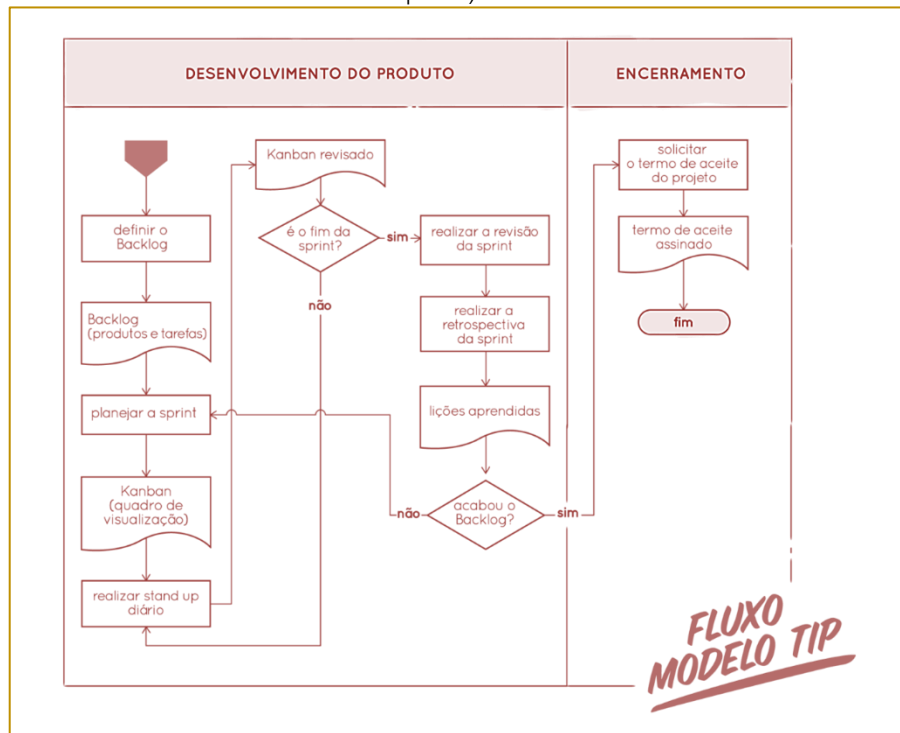 DESENVOLVIMENTO DO PRODUTO
ENCERRAMENTO
definir o
Backlog
Backlog
(produtos e tarefas)
planejar a sprint
Kanban
(quadro de
visualização)
realizar stand up
diário
Kanban revisado
é o fim da
sprint?
sim
não
realizar a revisão
da sprint
realizar a
retrospectiva
da sprint
lições aprendidas
acabou o
Backlog?
não
sim
solicitar
o termo de aceite
do projeto
termo de aceite
assinado
fim
FLUXO
MODELO TIP